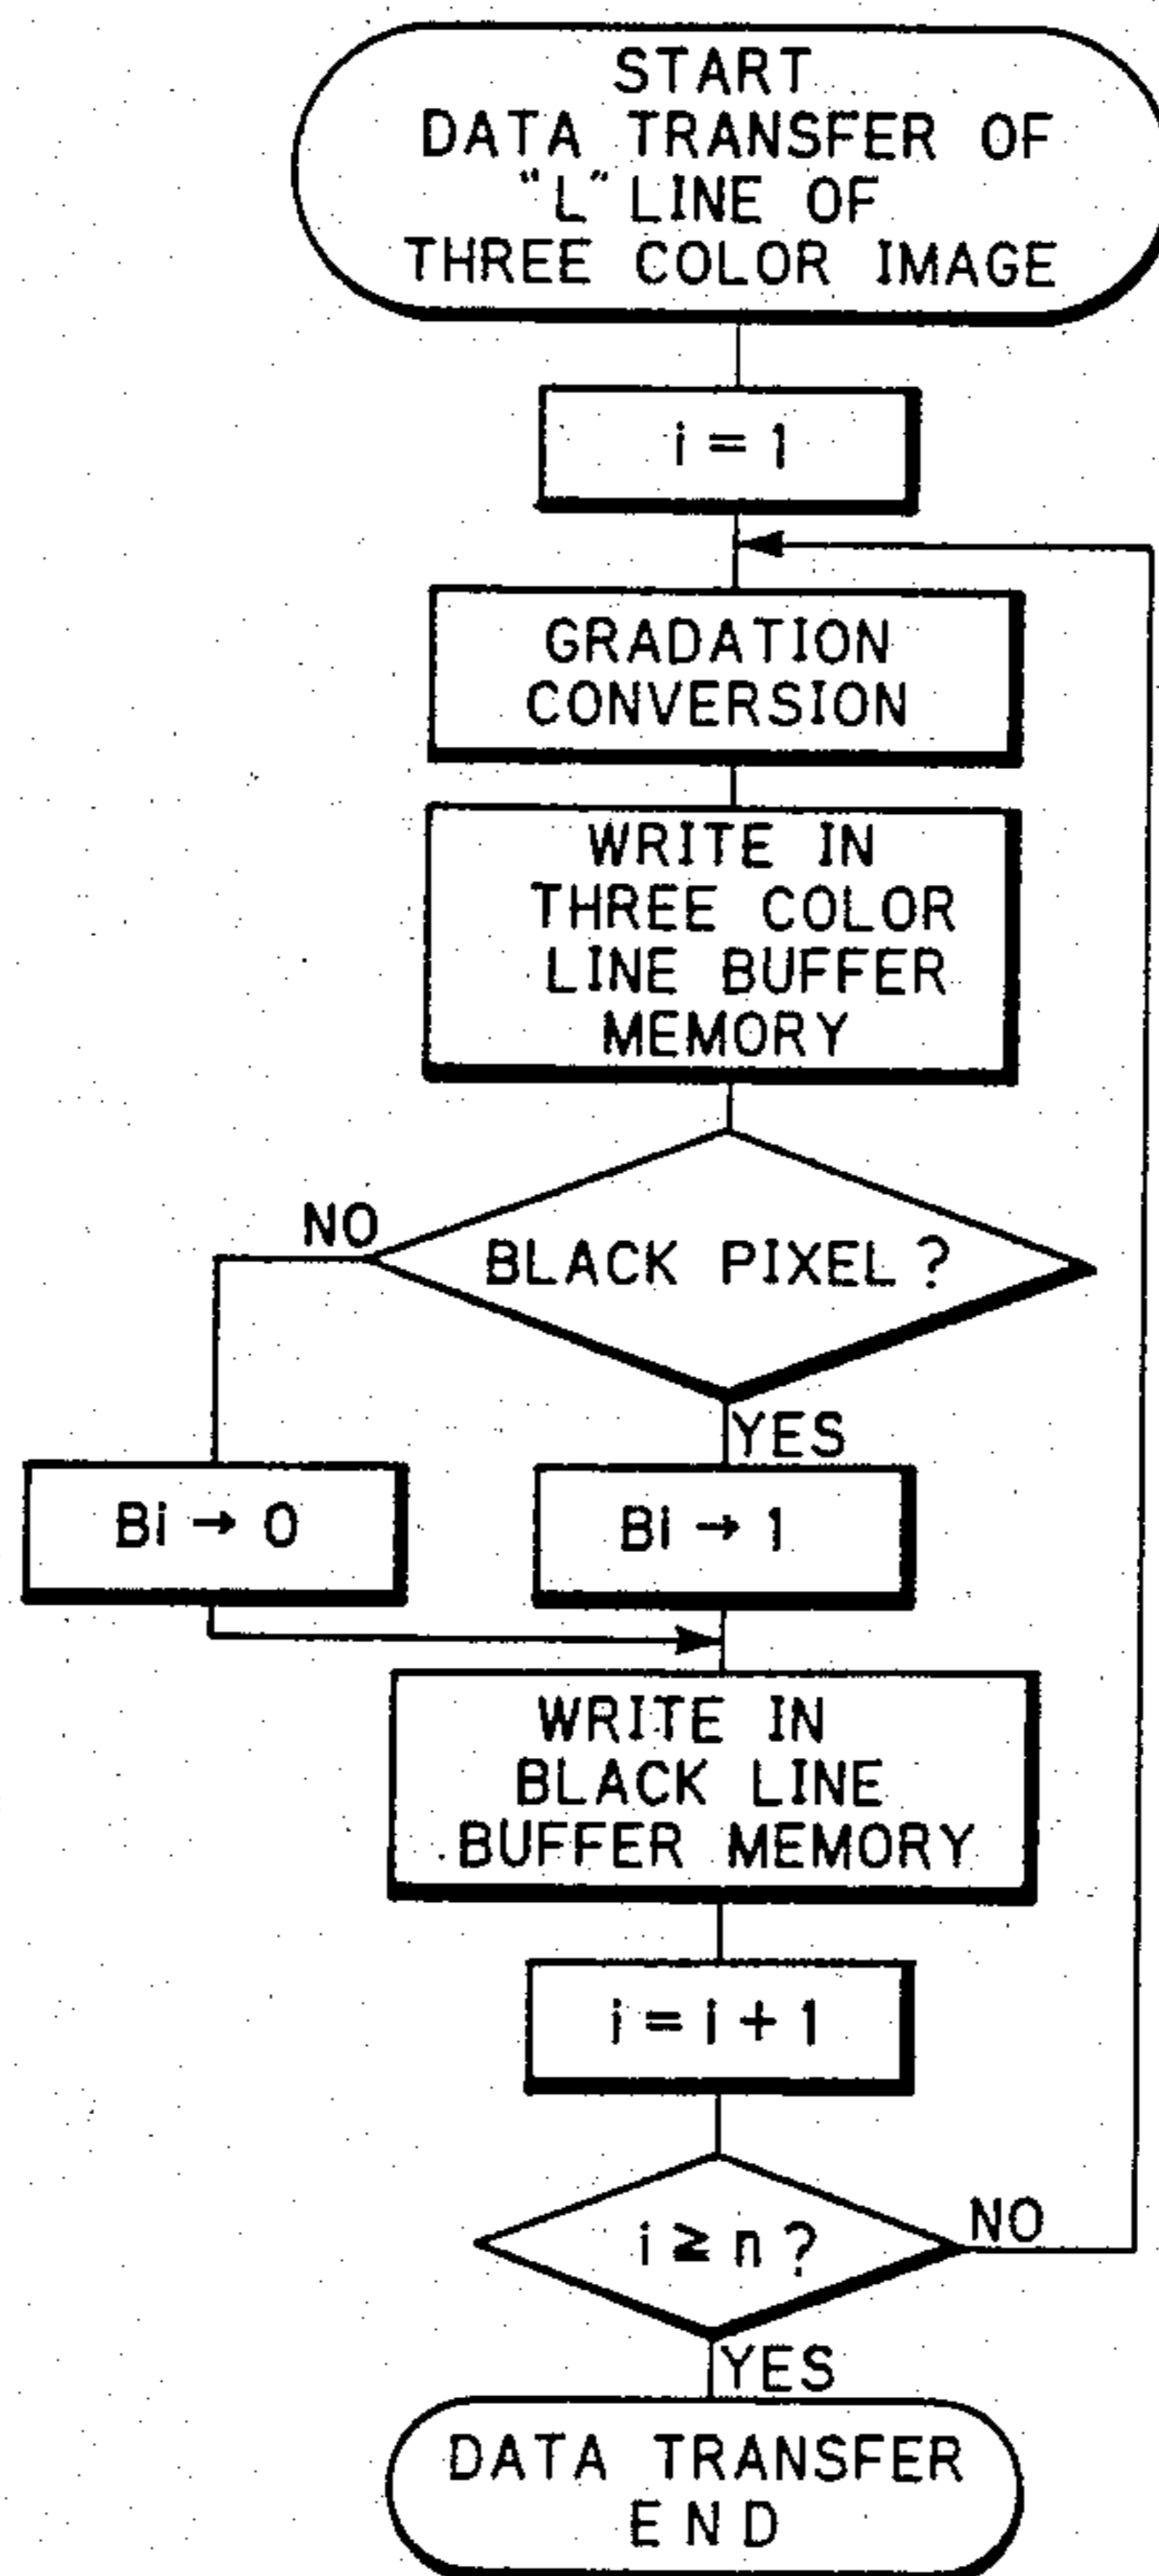 START
DATA TRANSFER OF
"L" LINE OF
THREE COLOR IMAGE
i = 1
GRADATION
CONVERSION
WRITE IN
THREE COLOR
LINE BUFFER
MEMORY
BLACK PIXEL ?
NO
YES
Bi → 0
Bi → 1
WRITE IN
BLACK LINE
BUFFER MEMORY
i = i + 1
i ≥ n ?
NO
YES
DATA TRANSFER
END